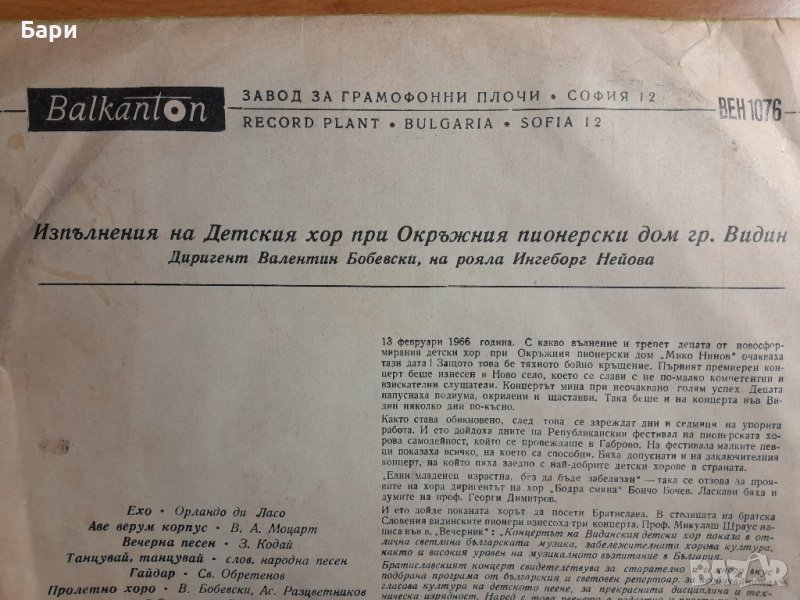 Бари
Balkanton
ЗАВОД ЗА ГРАМОФОННИ ПЛОЧИ • СОФИЯ 12
RECORD PLANT • BULGARIA • SOFIA 12
ВЕН 1076
Изпълнения на Детския хор при Окръжния пионерски дом гр. Видин
Диригент Валентин Бобевски, на рояла Ингеборг Нейова
13 февруари 1966 година. С какво вълнение и трепет децата от новосфор-
мирания детски хор при Окръжния пионерски дом „Мико Нинов“ очакваха
тази дата! Защото това бе тяхното бойно кръщение. Първият премиерен кон-
церт беше изнесен в Ново село, което се слави с не по-малко компетентни и
взискателни слушатели. Концертът мина при неочаквано голям успех. Децата
напуснаха подиума, окрилени и щастливи. Така беше и на концерта във Ви-
дин няколко дни по-късно.
Както става обикновено, след това се зареждат дни и седмици на упорита
работа. И ето дойдоха дните на Републиканския фестивал на пионерската хо-
рова самодейност, който се провеждаше в Габрово. На фестивала малките пев-
ци показаха всичко, на което са способни. Бяха допуснати и на заключителния
концерт, на който пяха заедно с най-добрите детски хорове в страната.
„Един младенец израстна, без да бъде забелязан“ — така се отзова за проя-
вите на хора диригентът на хор „Бодра смяна“ Бончо Бочев. Ласкави бяха и
думите на проф. Георги Димитров.
И ето дойде поканата хорът да посети Братислава. В столицата на братска
Словения видинските пионери изнесоха три концерта. Проф. Микулаш Шраус на-
писа във в. „Вечерник“: „Концертът на Видинския детски хор показа в от-
лична светлина българската музика, забележителната хорова култура,
както и високия уровен на музикалното възпитание в България.
Братиславският концерт свидетелствува за старателно и с вкус
подбрана програма от български и световен репертоар, за
гласова култура на детското пеене, за прекрасната дисциплина и тех-
ническа изрядност. Наред с това пеенето
Ехо • Орландо ди Ласо
Аве верум корпус • В. А. Моцарт
Вечерна песен • З. Кодай
Танцувай, танцувай • слов. народна песен
Гайдар • Св. Обретенов
Пролетно хоро • В. Бобевски, Ас. Разцветников